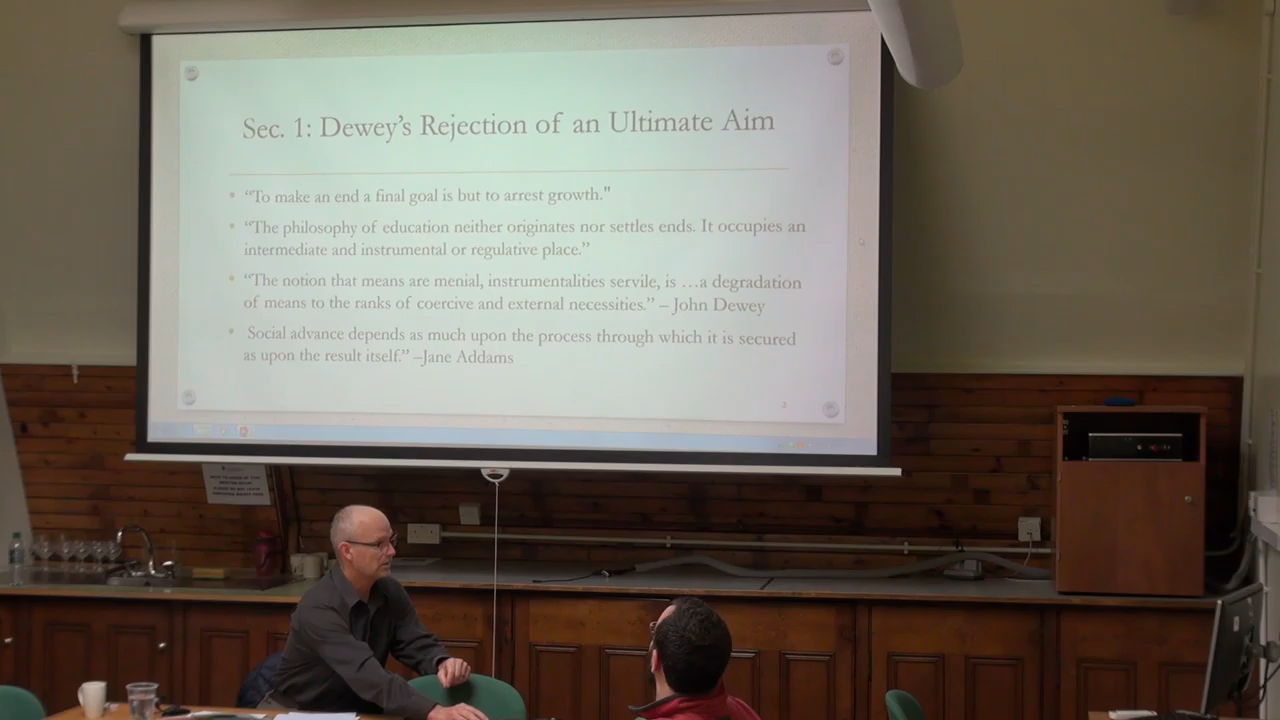 Sec. 1: Dewey's Rejection of an Ultimate Aim
• “To make an end a final goal is but to arrest growth."
• “The philosophy of education neither originates nor settles ends. It occupies an
intermediate and instrumental or regulative place.”
• “The notion that means are menial, instrumentalities servile, is …a degradation
of means to the ranks of coercive and external necessities.” – John Dewey
• Social advance depends as much upon the process through which it is secured
as upon the result itself.” –Jane Addams
2